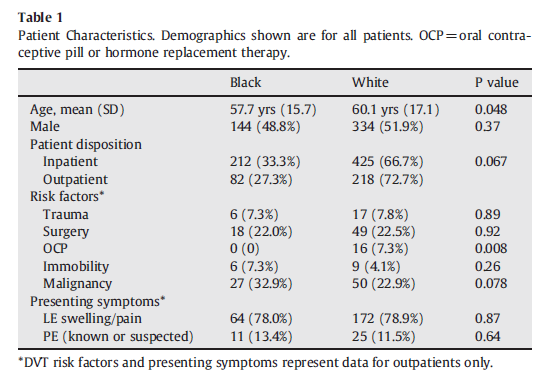 Table 1
Patient Characteristics. Demographics shown are for all patients. OCP=oral contra-
ceptive pill or hormone replacement therapy.
Black White P value
Age, mean (SD) 57.7 yrs (15.7) 60.1 yrs (17.1) 0.048
Male 144 (48.8%) 334 (51.9%) 0.37
Patient disposition
Inpatient 212 (33.3%) 425 (66.7%) 0.067
Outpatient 82 (27.3%) 218 (72.7%)
Risk factors*
Trauma 6 (7.3%) 17 (7.8%) 0.89
Surgery 18 (22.0%) 49 (22.5%) 0.92
OCP 0 (0) 16 (7.3%) 0.008
Immobility 6 (7.3%) 9 (4.1%) 0.26
Malignancy 27 (32.9%) 50 (22.9%) 0.078
Presenting symptoms*
LE swelling/pain 64 (78.0%) 172 (78.9%) 0.87
PE (known or suspected) 11 (13.4%) 25 (11.5%) 0.64
*DVT risk factors and presenting symptoms represent data for outpatients only.